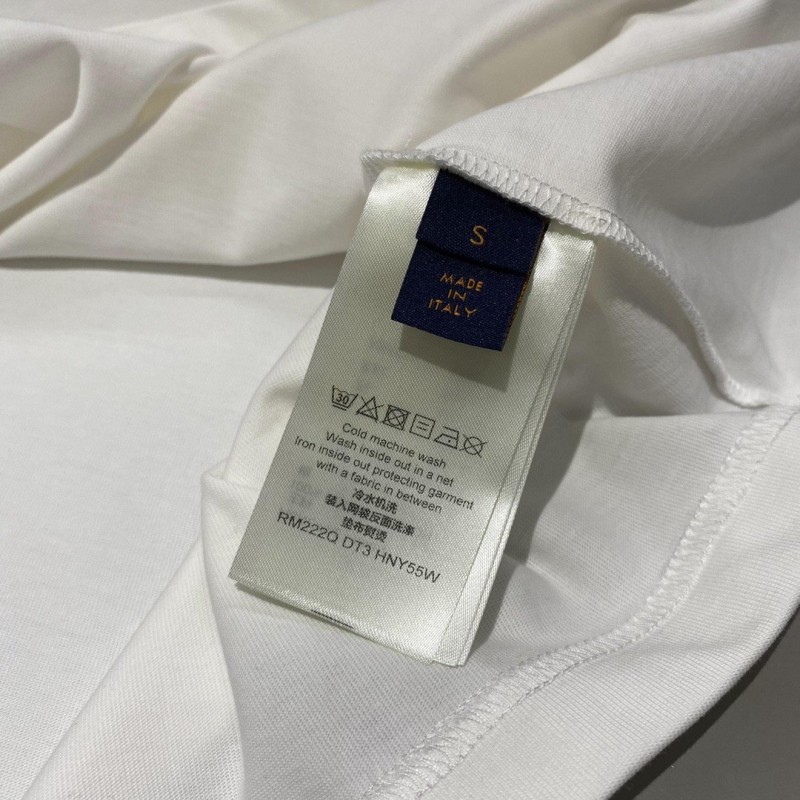 S
MADE
IN
ITALY
30
Cold machine wash
Wash inside out in a net
Iron inside out protecting garment
with a fabric in between
冷水机洗
装入网袋反面洗涤
垫布熨烫
RM222Q DT3 HNY55W